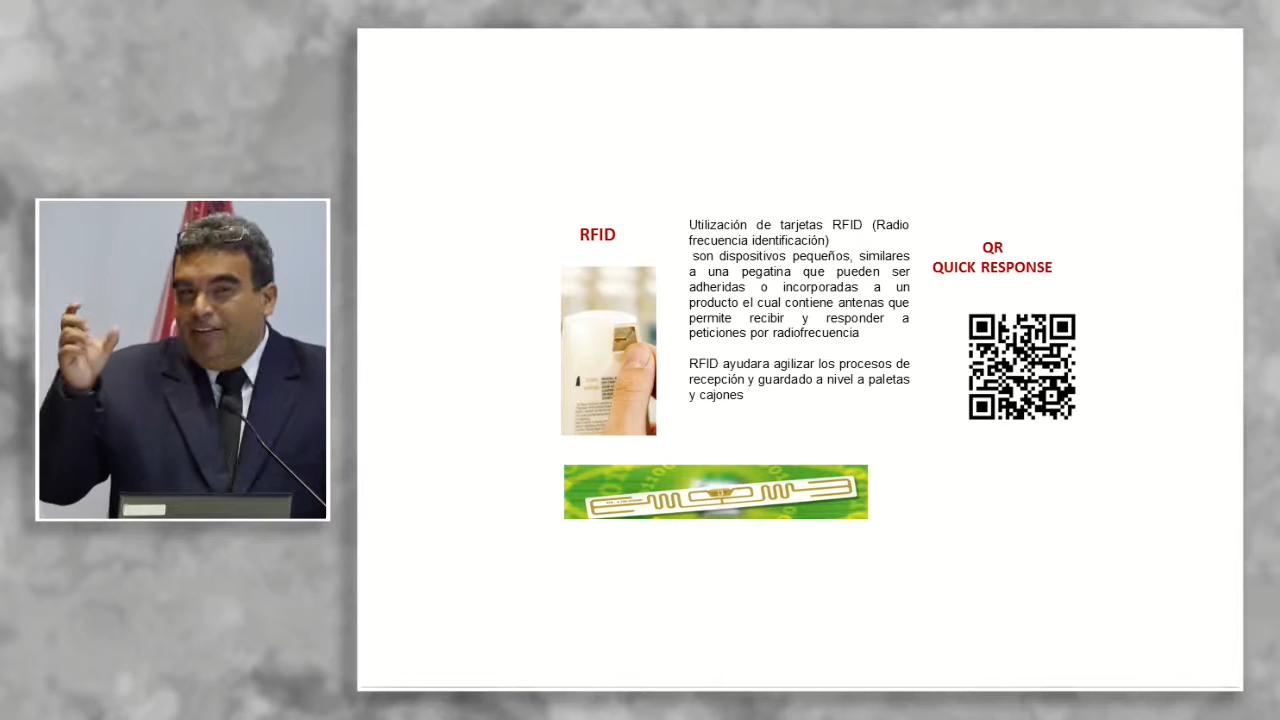 RFID
Utilización de tarjetas RFID (Radio
frecuencia identificación)
son dispositivos pequeños, similares
a una pegatina que pueden ser
adheridas o incorporadas a un
producto el cual contiene antenas que
permite recibir y responder a
peticiones por radiofrecuencia
RFID ayudara agilizar los procesos de
recepción y guardado a nivel a paletas
y cajones
QR
QUICK RESPONSE